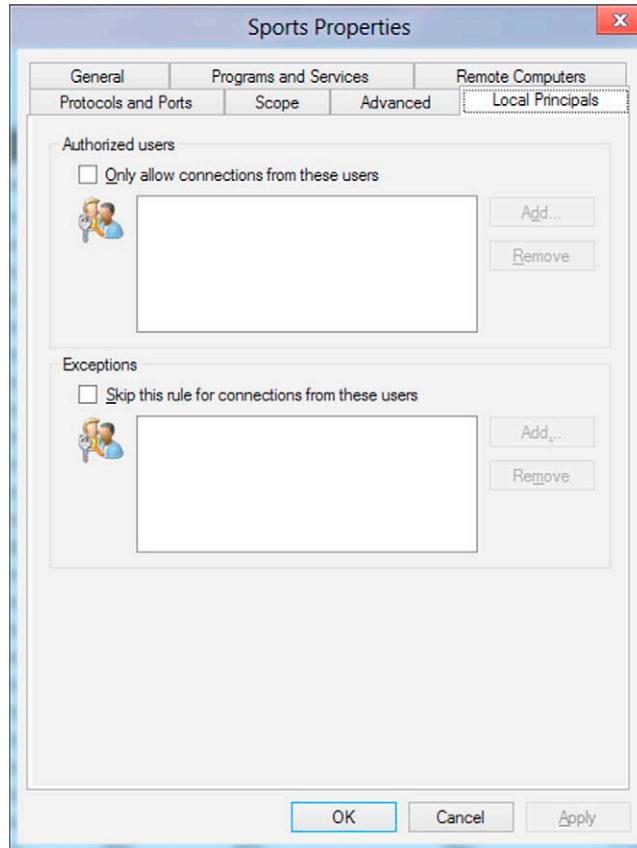 Sports Properties
General Programs and Services Remote Computers
Protocols and Ports Scope Advanced Local Principals
Authorized users
Only allow connections from these users
Add...
Remove
Exceptions
Skip this rule for connections from these users
Add...
Remove
OK Cancel Apply